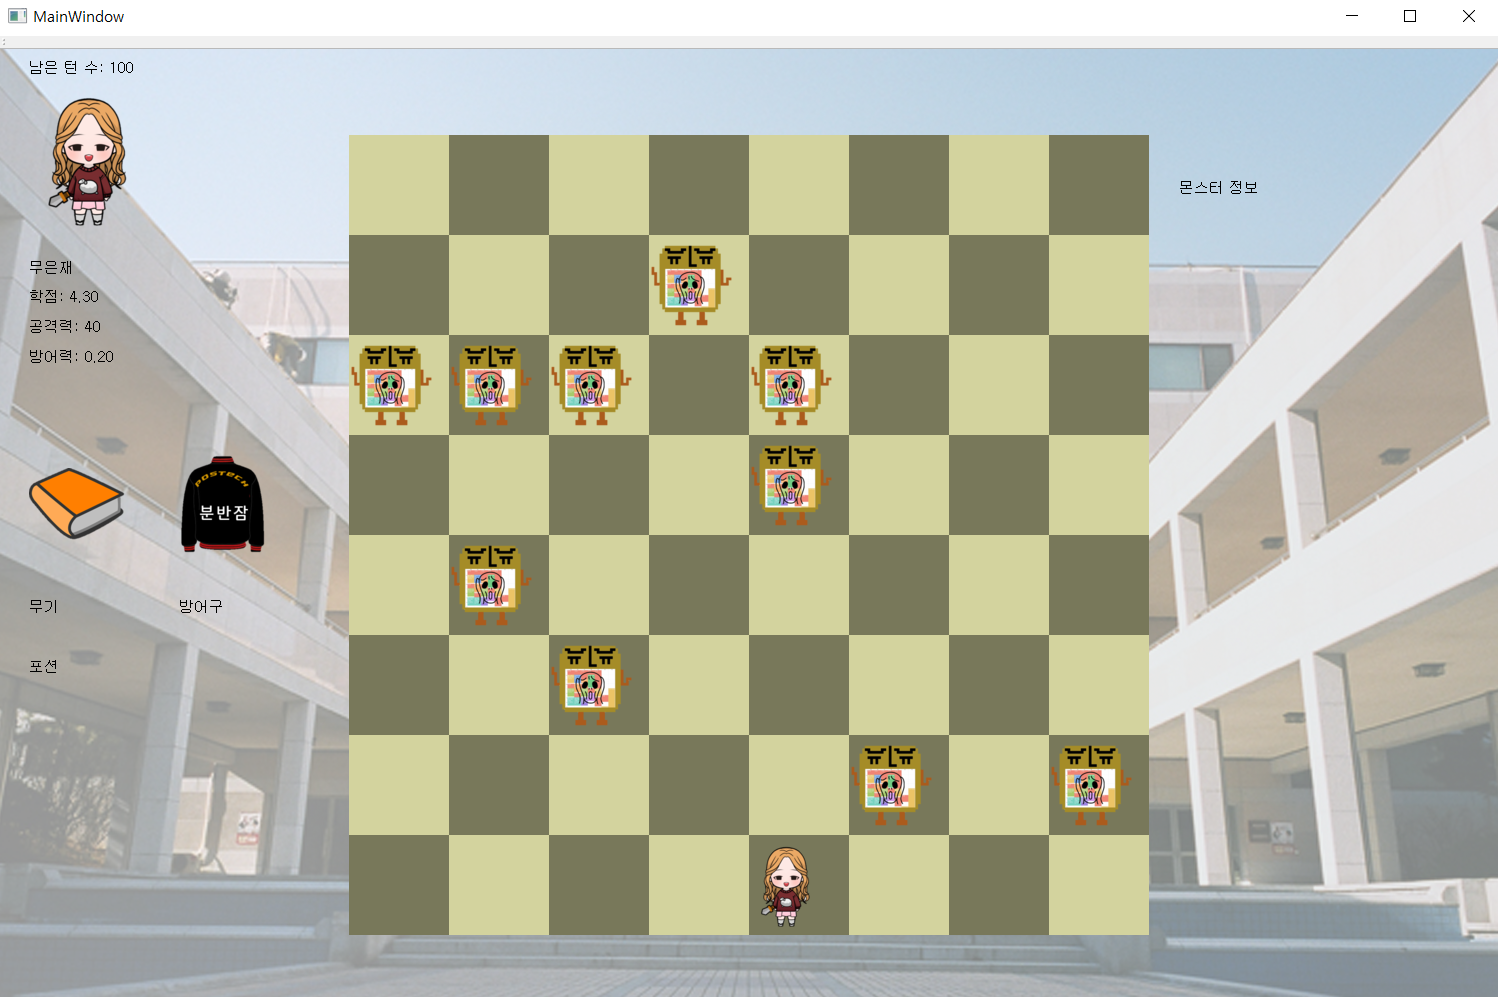 MainWindow
남은 턴 수: 100
몬스터 정보
무은재
학점: 4.30
공격력: 40
방어력: 0.20
POSTECH
분반잠
무기
방어구
포션